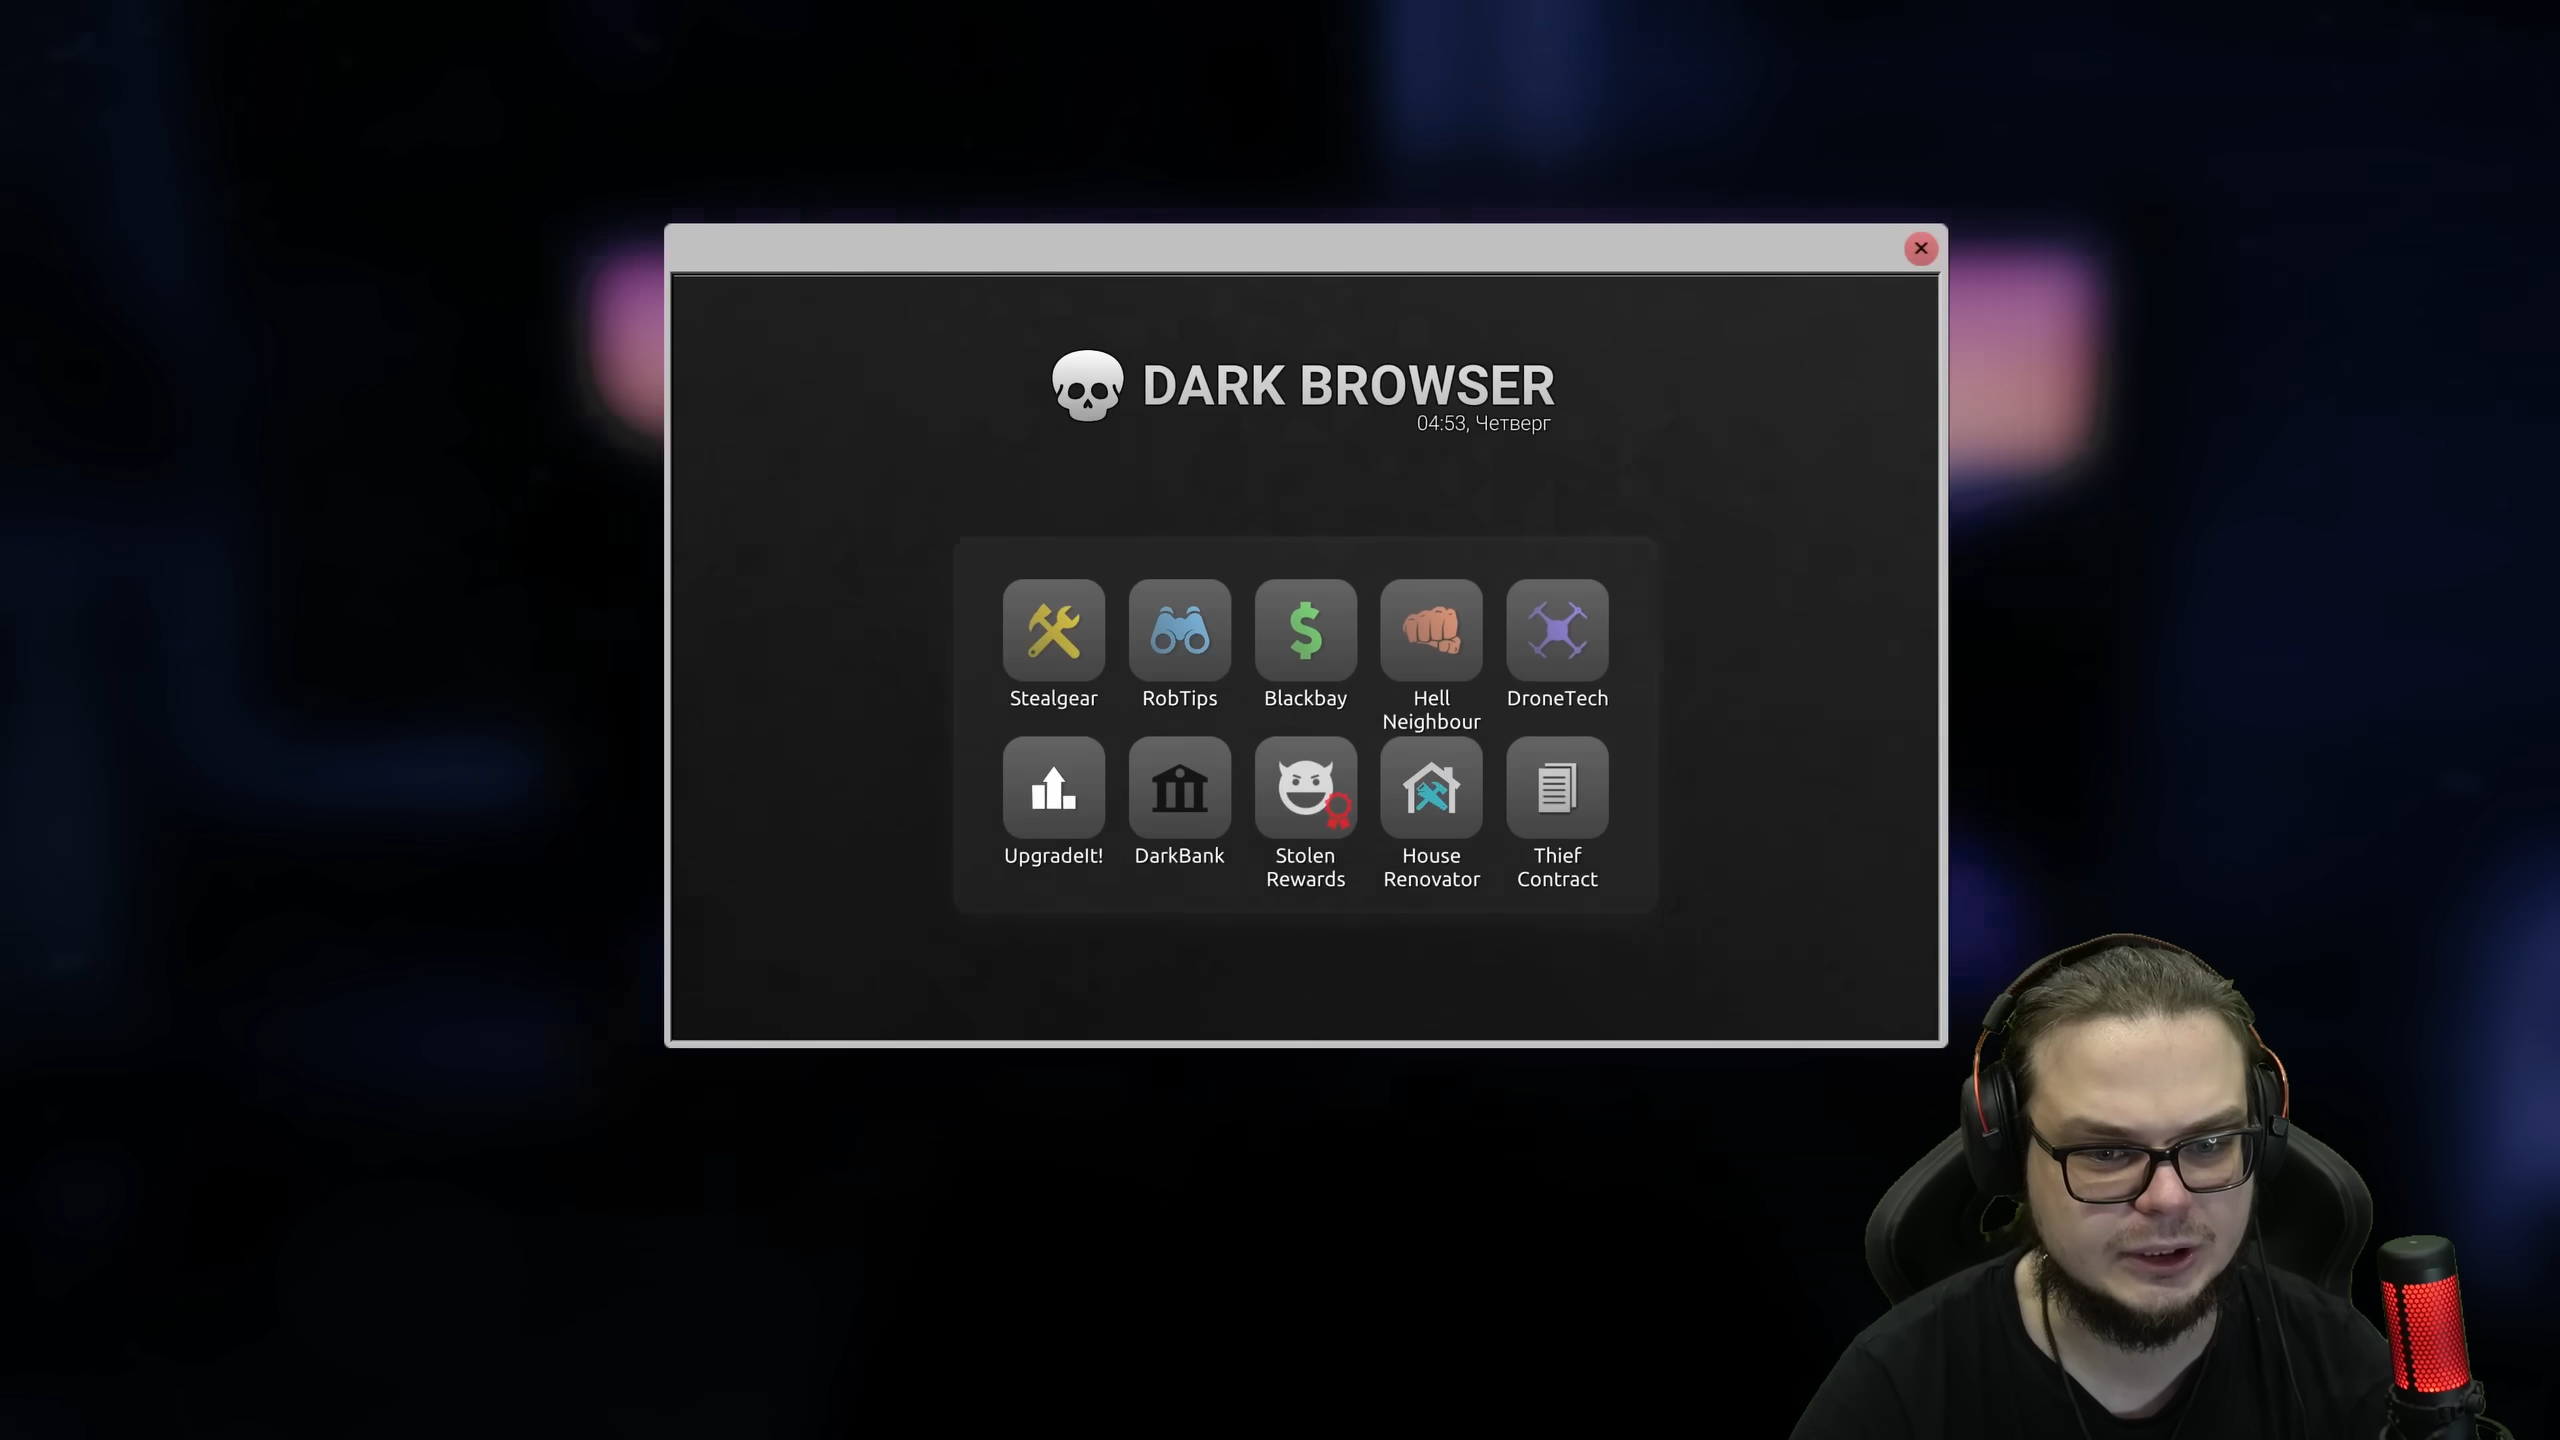 DARK BROWSER
04:53, Четверг
Stealgear
RobTips
Blackbay
Hell
Neighbour
DroneTech
UpgradeIt!
DarkBank
Stolen
Rewards
House
Renovator
Thief
Contract